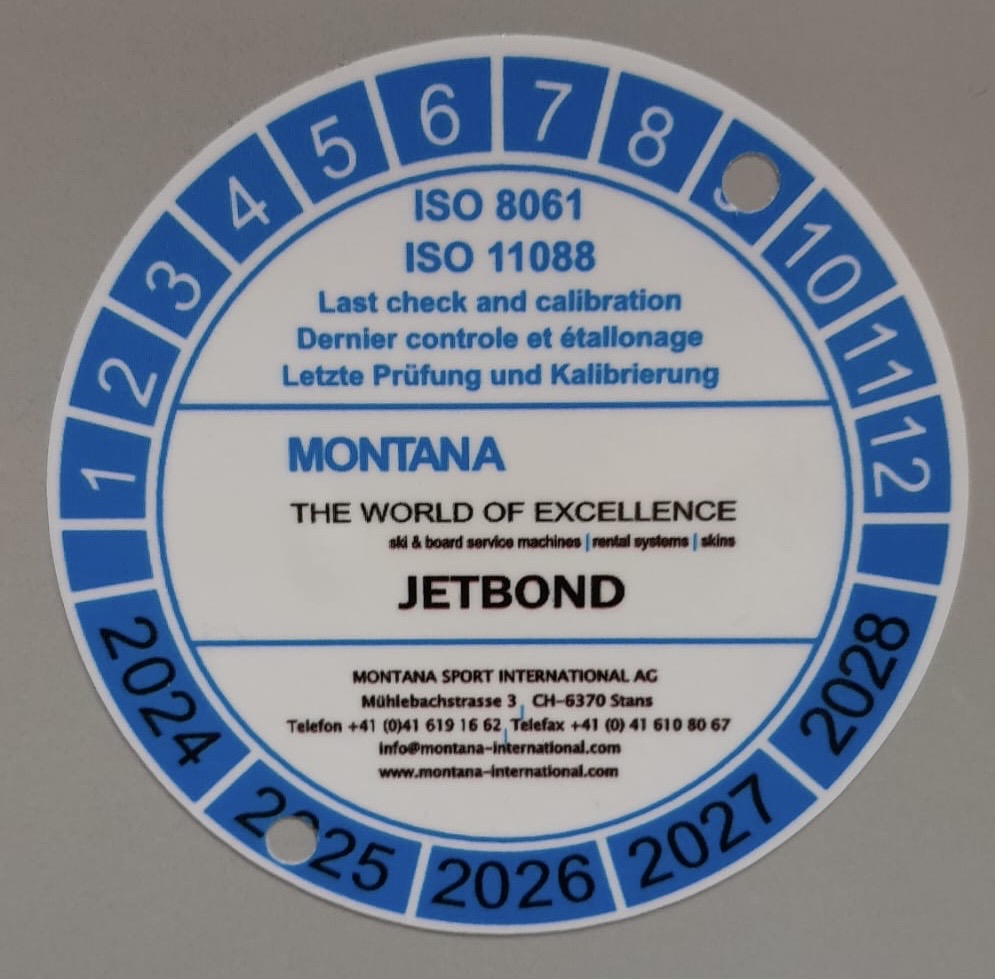 1
2
3
4
5
6
7
8
9
10
11
12
ISO 8061
ISO 11088
Last check and calibration
Dernier controle et étallonage
Letzte Prüfung und Kalibrierung
MONTANA
THE WORLD OF EXCELLENCE
ski & board service machines | rental systems | skins
JETBOND
MONTANA SPORT INTERNATIONAL AG
Mühlebachstrasse 3 | CH-6370 Stans
Telefon +41 (0)41 619 16 62 | Telefax +41 (0) 41 610 80 67
info@montana-international.com
www.montana-international.com
2024
2025
2026
2027
2028